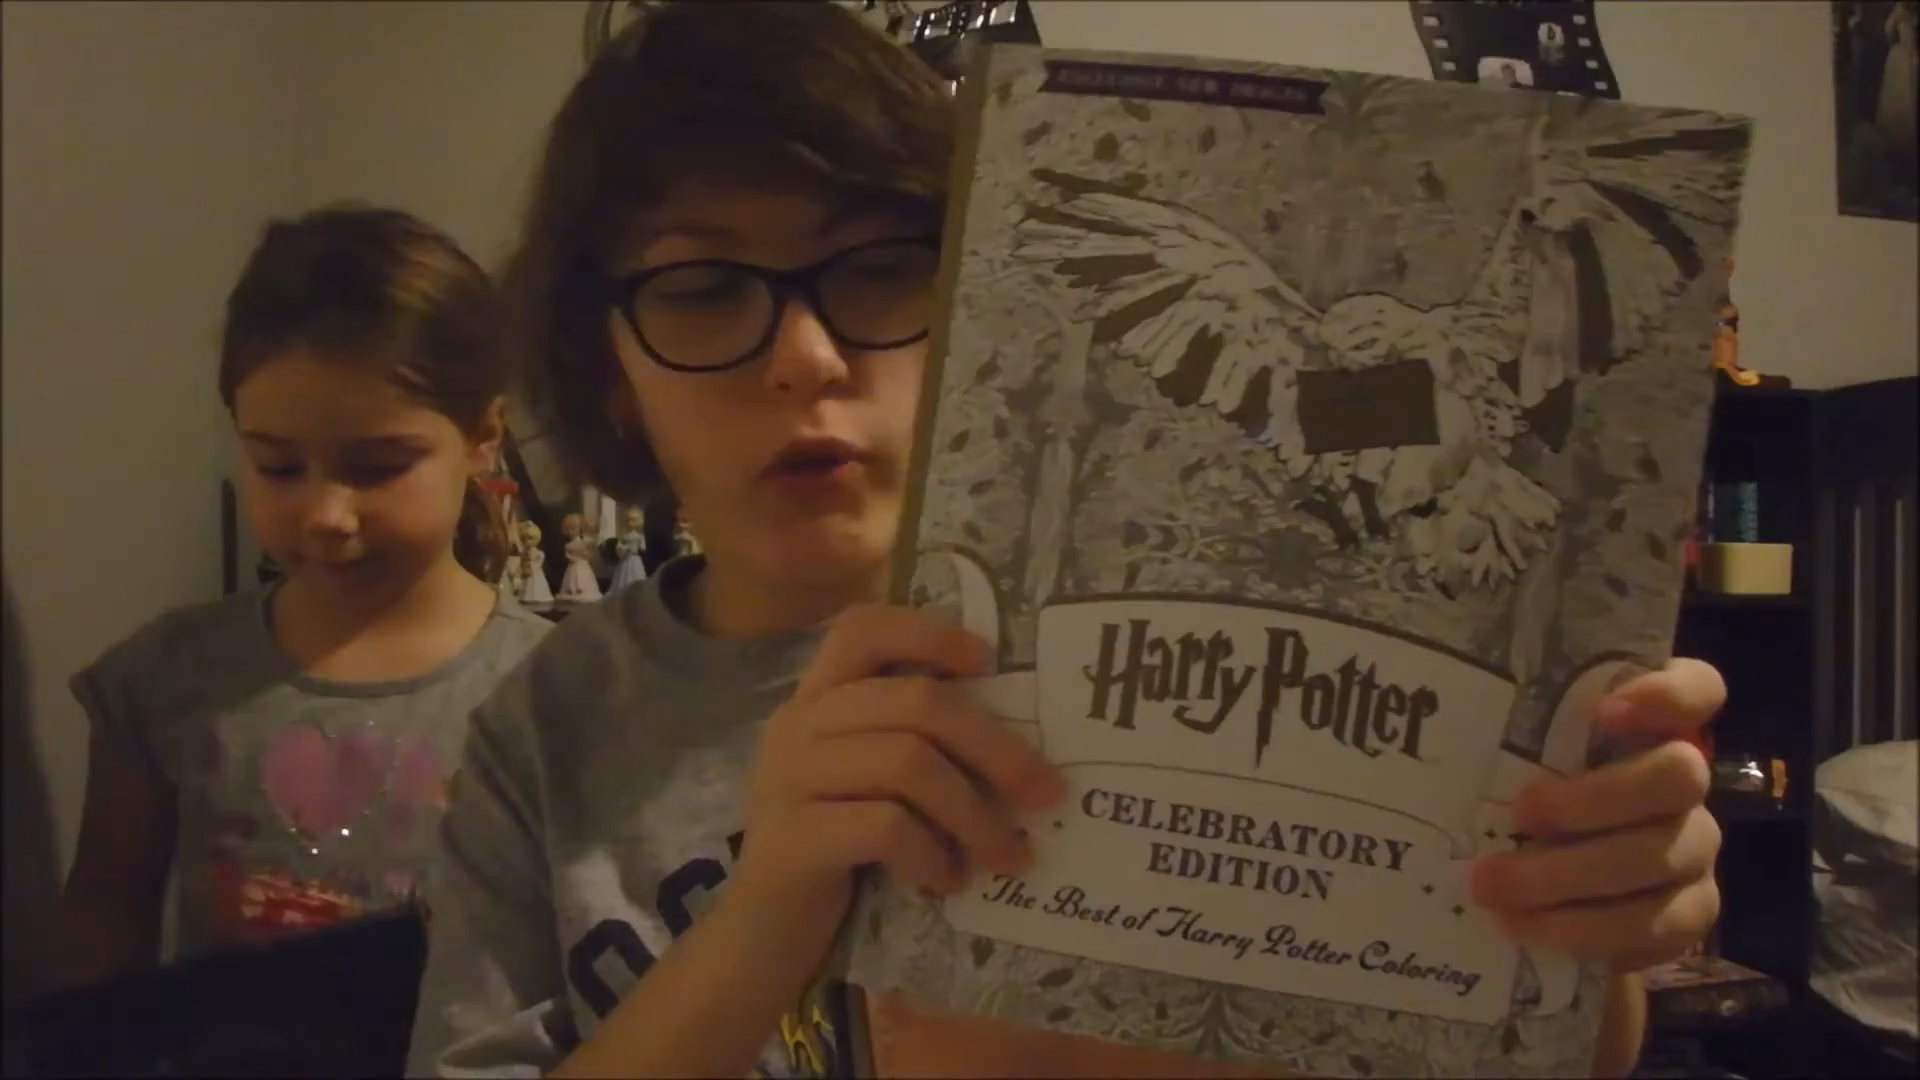 Harry Potter
CELEBRATORY
EDITION
The Best of Harry Potter Coloring